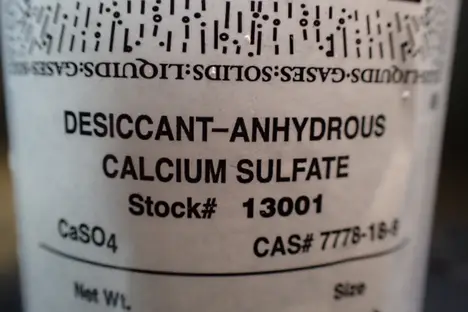 LIQUIDS:GASES:SOLIDS:LIQUIDS:GASES
DESICCANT–ANHYDROUS
CALCIUM SULFATE
Stock# 13001
CaSO4 CAS# 7778-18-9
Net Wt. Size